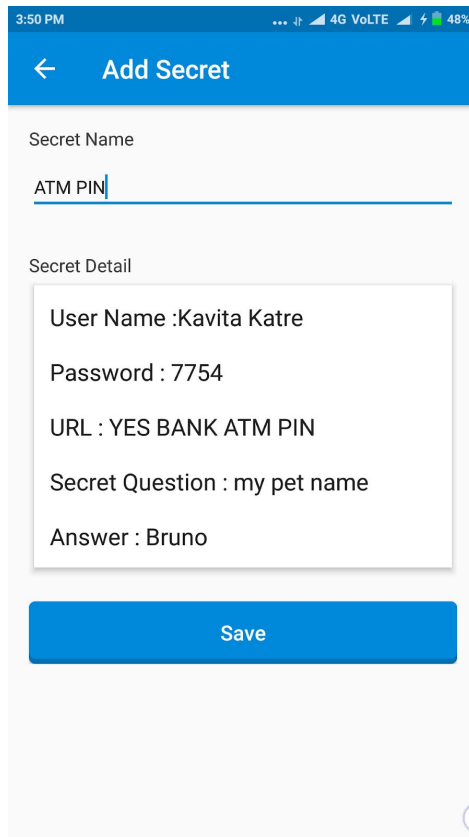 3:50 PM ... 4G VoLTE 48%
Add Secret
Secret Name
ATM PIN
Secret Detail
User Name :Kavita Katre
Password : 7754
URL : YES BANK ATM PIN
Secret Question : my pet name
Answer : Bruno
Save